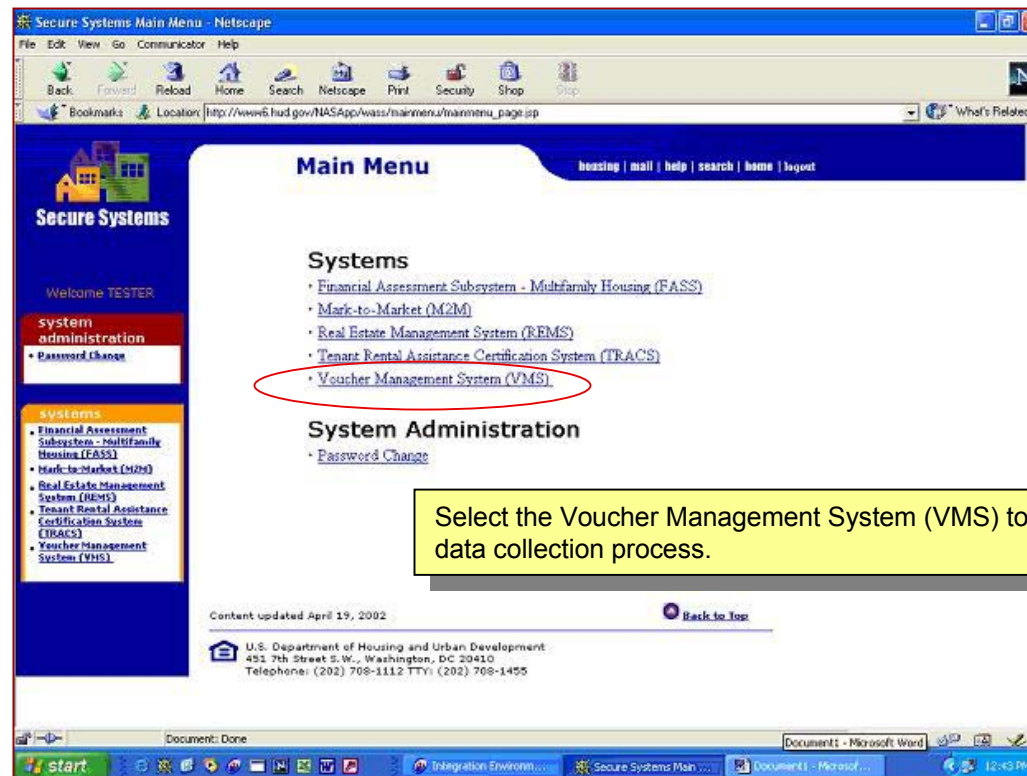 Secure Systems Main Menu - Netscape
File Edit View Go Communicator Help
Back Forward Reload Home Search Netscape Print Security Shop Stop
Bookmarks Location: http://www6.hud.gov/NASApp/wass/mainmenu/mainmenu_page.jsp What's Related
Main Menu
housing | mail | help | search | home | logout
Secure Systems
Welcome TESTER
system
administration
• Password Change
systems
• Financial Assessment
Subsystem - Multifamily
Housing (FASS)
• Mark-to-Market (M2M)
• Real Estate Management
System (REMS)
• Tenant Rental Assistance
Certification System
(TRACS)
• Voucher Management
System (VMS)
Systems
• Financial Assessment Subsystem - Multifamily Housing (FASS)
• Mark-to-Market (M2M)
• Real Estate Management System (REMS)
• Tenant Rental Assistance Certification System (TRACS)
• Voucher Management System (VMS)
System Administration
• Password Change
Select the Voucher Management System (VMS) to
data collection process.
Content updated April 19, 2002
Back to Top
U.S. Department of Housing and Urban Development
451 7th Street S.W., Washington, DC 20410
Telephone: (202) 708-1112 TTY: (202) 708-1455
Document: Done
Document1 - Microsoft Word
start Integration Environm... Secure Systems Main ... Document1 - Microsof... 12:43 PM